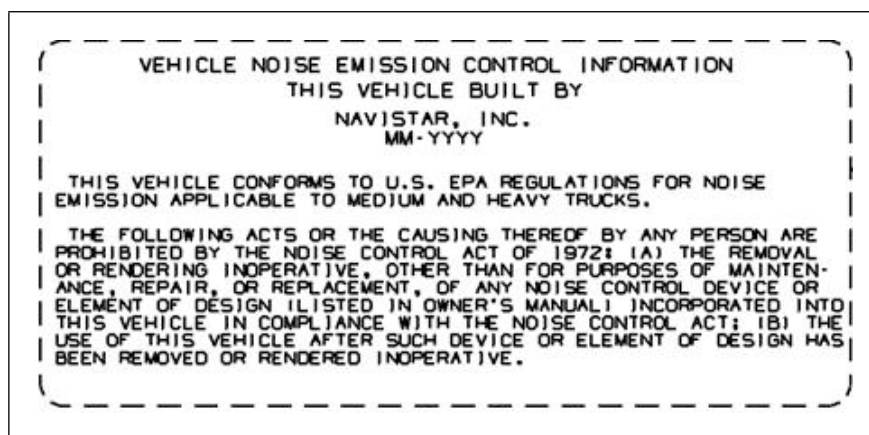 VEHICLE NOISE EMISSION CONTROL INFORMATION
THIS VEHICLE BUILT BY
NAVISTAR, INC.
MM-YYYY
THIS VEHICLE CONFORMS TO U.S. EPA REGULATIONS FOR NOISE
EMISSION APPLICABLE TO MEDIUM AND HEAVY TRUCKS.
THE FOLLOWING ACTS OR THE CAUSING THEREOF BY ANY PERSON ARE
PROHIBITED BY THE NOISE CONTROL ACT OF 1972: (A) THE REMOVAL
OR RENDERING INOPERATIVE, OTHER THAN FOR PURPOSES OF MAINTEN-
ANCE, REPAIR, OR REPLACEMENT, OF ANY NOISE CONTROL DEVICE OR
ELEMENT OF DESIGN (LISTED IN OWNER'S MANUAL) INCORPORATED INTO
THIS VEHICLE IN COMPLIANCE WITH THE NOISE CONTROL ACT; (B) THE
USE OF THIS VEHICLE AFTER SUCH DEVICE OR ELEMENT OF DESIGN HAS
BEEN REMOVED OR RENDERED INOPERATIVE.